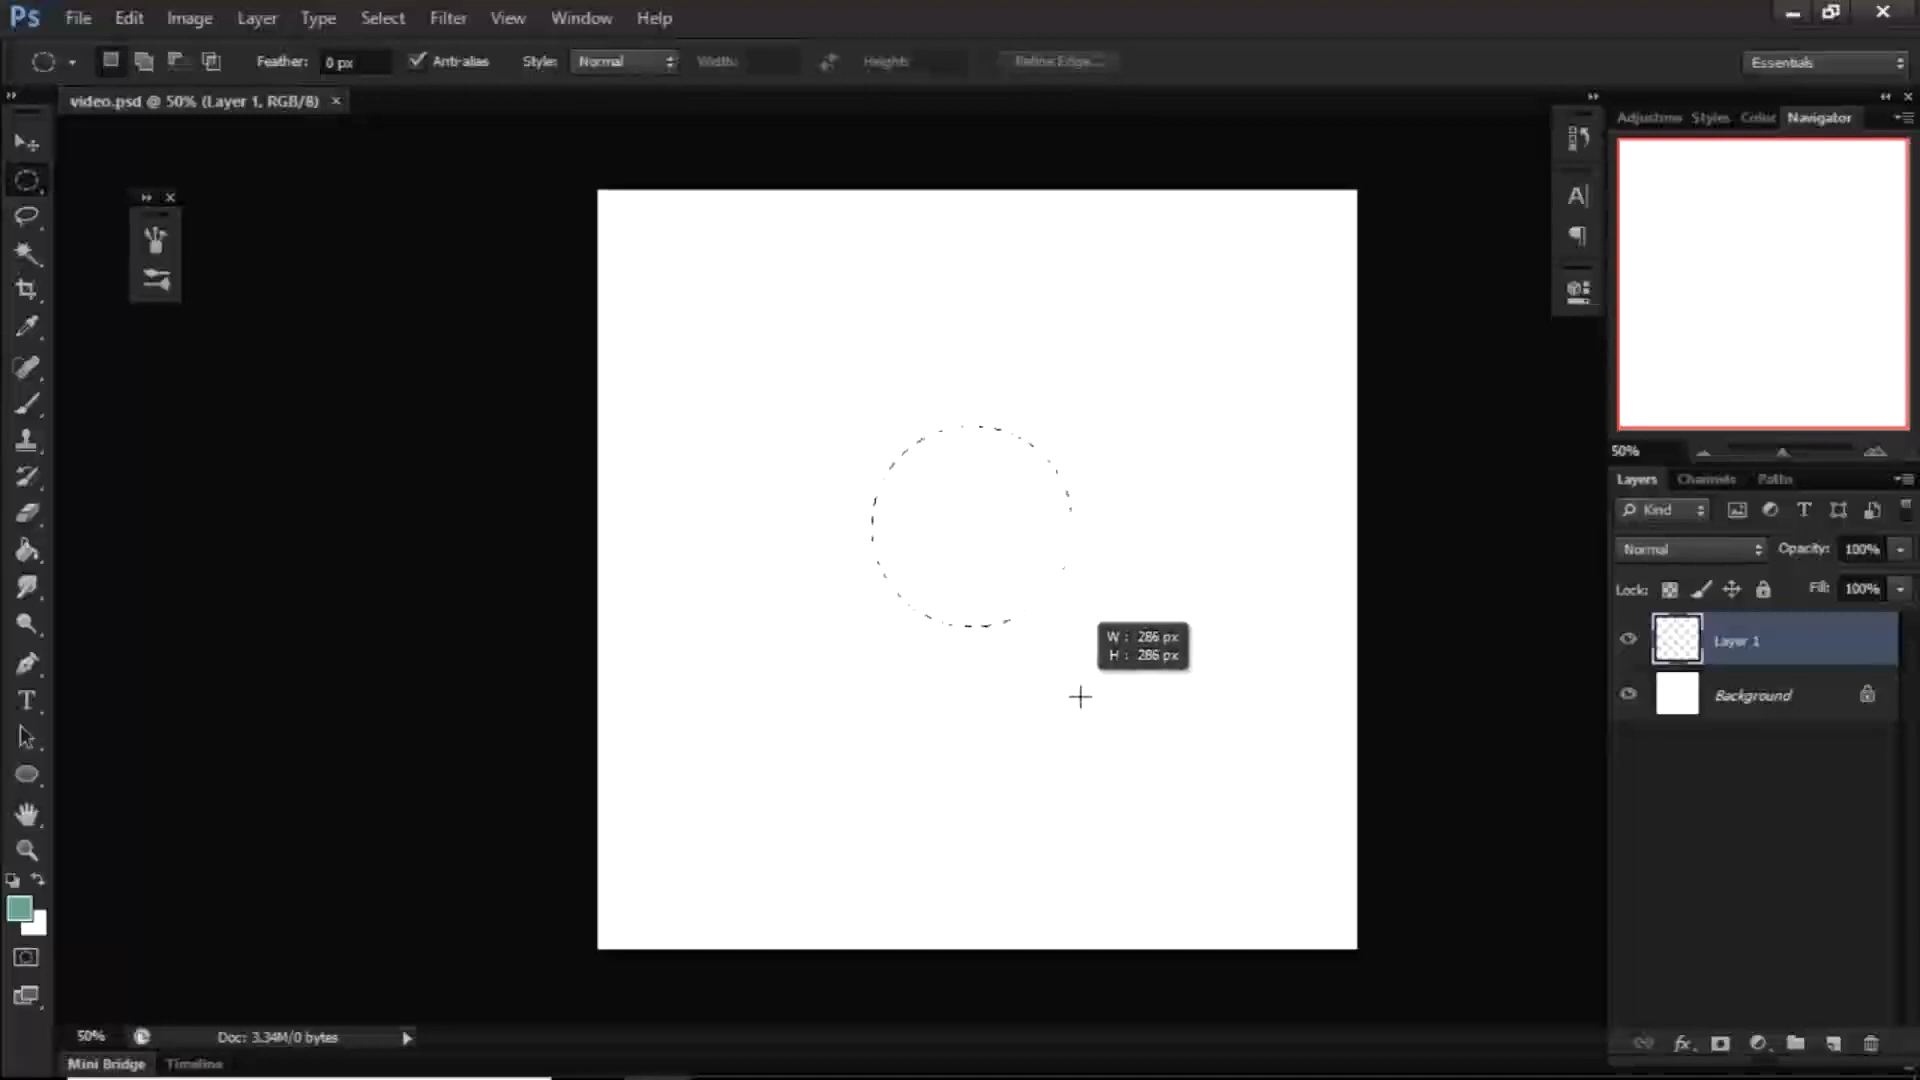 Ps File Edit Image Layer Type Select Filter View Window Help
Feather: 0 px Anti-alias Style: Normal Width: Height: Refine Edge... Essentials
video.psd @ 50% (Layer 1, RGB/8) ×
Adjustme Styles Color Navigator
W : 286 px
H : 286 px
50%
Layers Channels Paths
Kind
Normal Opacity: 100%
Lock: Fill: 100%
Layer 1
Background
50% Doc: 3.34M/0 bytes
Mini Bridge Timeline